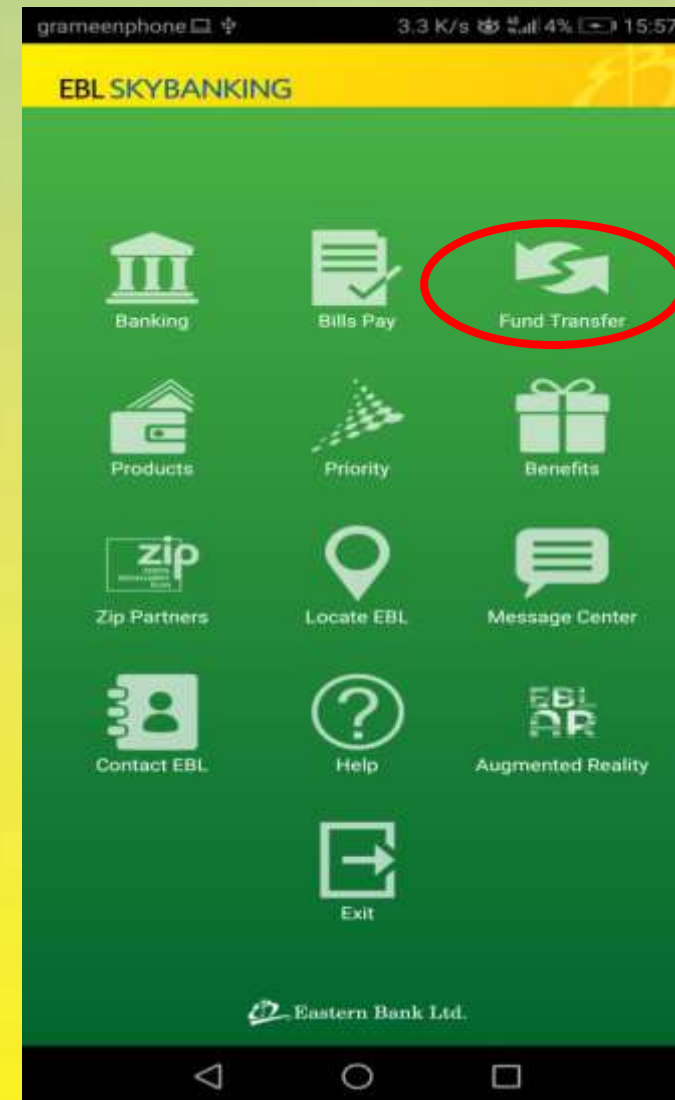 grameenphone 3.3 K/s 4% 15:57
EBL SKYBANKING
Banking Bills Pay Fund Transfer
Products Priority Benefits
zip
Zip Partners Locate EBL Message Center
EBL
AR
Contact EBL Help Augmented Reality
Exit
Eastern Bank Ltd.